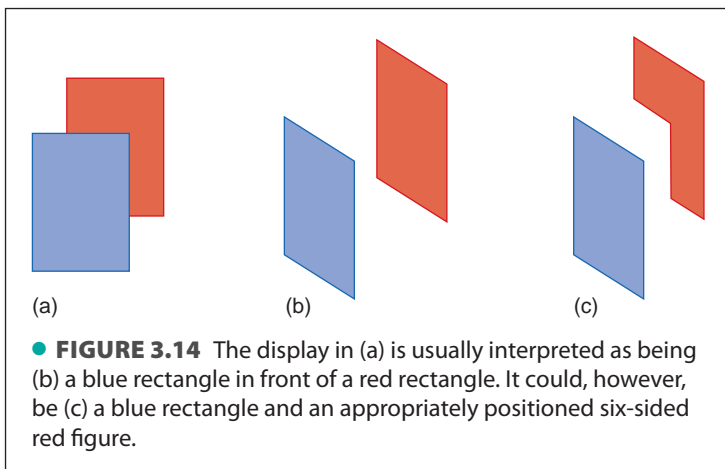 (a)
(b)
(c)
● FIGURE 3.14 The display in (a) is usually interpreted as being
(b) a blue rectangle in front of a red rectangle. It could, however,
be (c) a blue rectangle and an appropriately positioned six-sided
red figure.